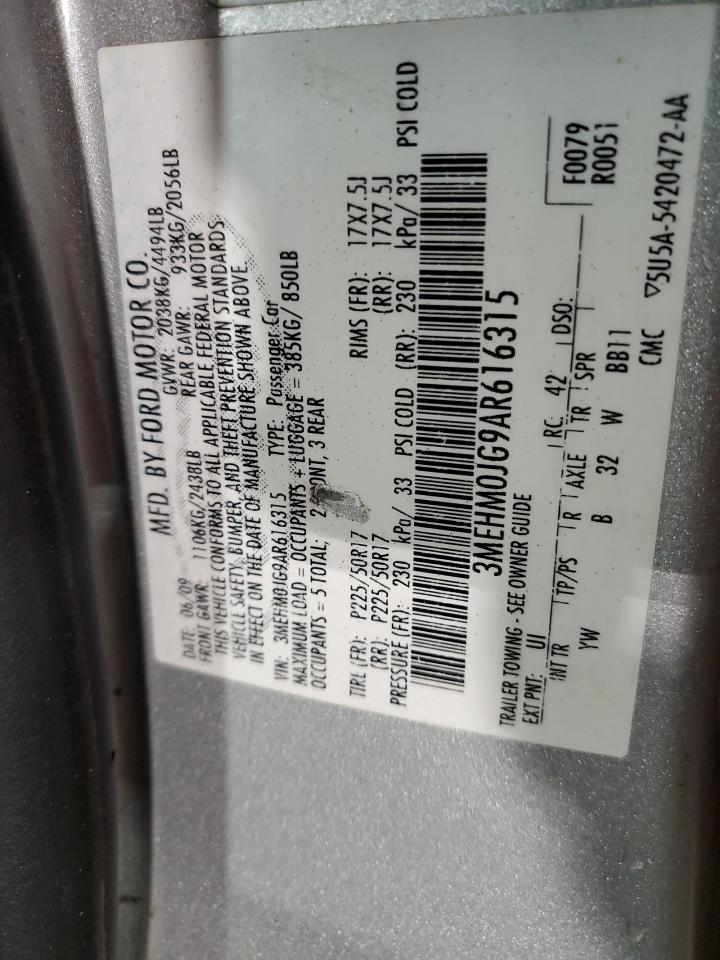 MFD. BY FORD MOTOR CO.
DATE: 06/09 GVWR: 2038KG/4494LB
FRONT GAWR: 1106KG/2438LB REAR GAWR: 933KG/2056LB
THIS VEHICLE CONFORMS TO ALL APPLICABLE FEDERAL MOTOR
VEHICLE SAFETY, BUMPER, AND THEFT PREVENTION STANDARDS
IN EFFECT ON THE DATE OF MANUFACTURE SHOWN ABOVE.
VIN: 3MEHM0JG9AR616315 TYPE: Passenger Car
MAXIMUM LOAD = OCCUPANTS + LUGGAGE = 385KG/ 850LB
OCCUPANTS = 5 TOTAL; 2 FRONT, 3 REAR
TIRE (FR): P225/50R17 RIMS (FR): 17X7.5J
(RR): P225/50R17 (RR): 17X7.5J
PRESSURE (FR): 230 kPa/ 33 PSI COLD (RR): 230 kPa/ 33 PSI COLD
3MEHM0JG9AR616315
TRAILER TOWING - SEE OWNER GUIDE
EXT PNT: UI RC: 42 DSO: F0079
INT TR TP/PS R AXLE TR SPR R0051
YW B 32 W BB11
CMC ▽5U5A-5420472-AA